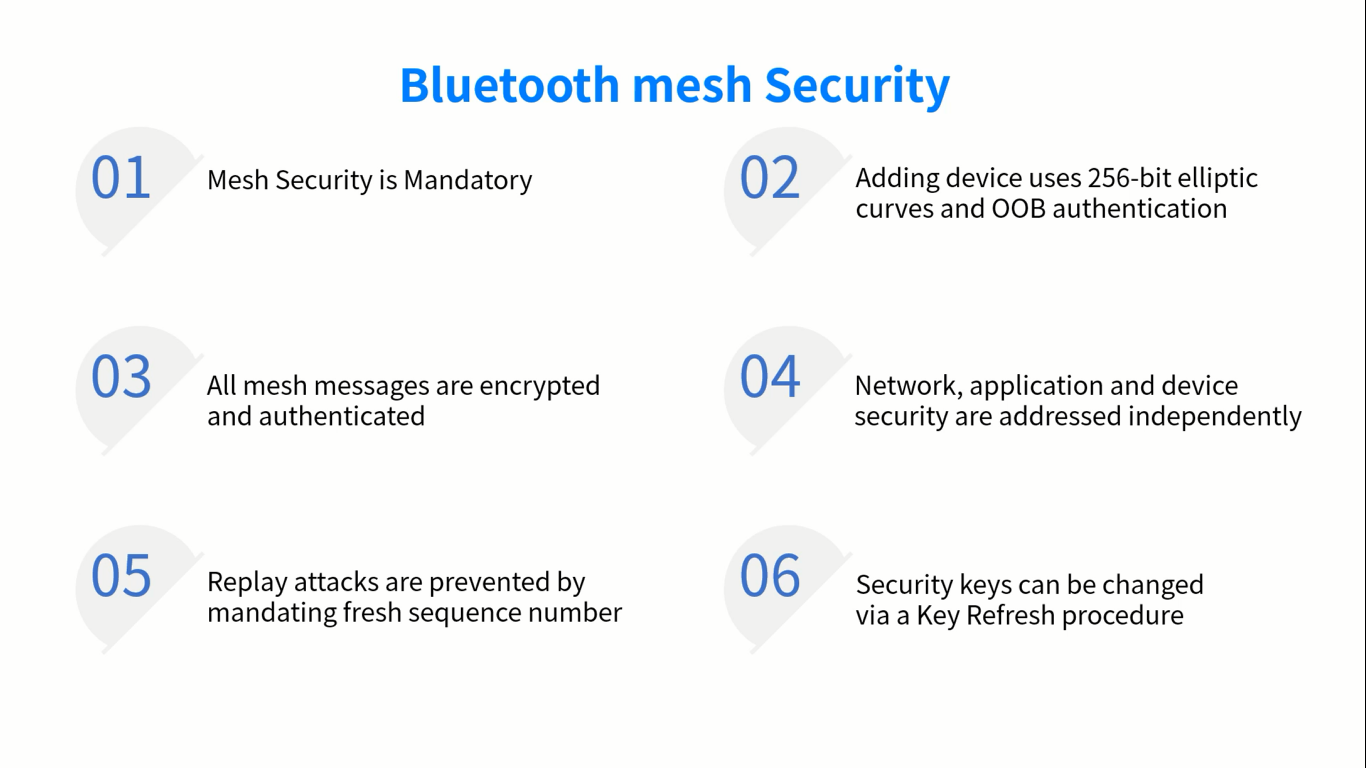 Bluetooth mesh Security
01
Mesh Security is Mandatory
02
Adding device uses 256-bit elliptic
curves and OOB authentication
03
All mesh messages are encrypted
and authenticated
04
Network, application and device
security are addressed independently
05
Replay attacks are prevented by
mandating fresh sequence number
06
Security keys can be changed
via a Key Refresh procedure